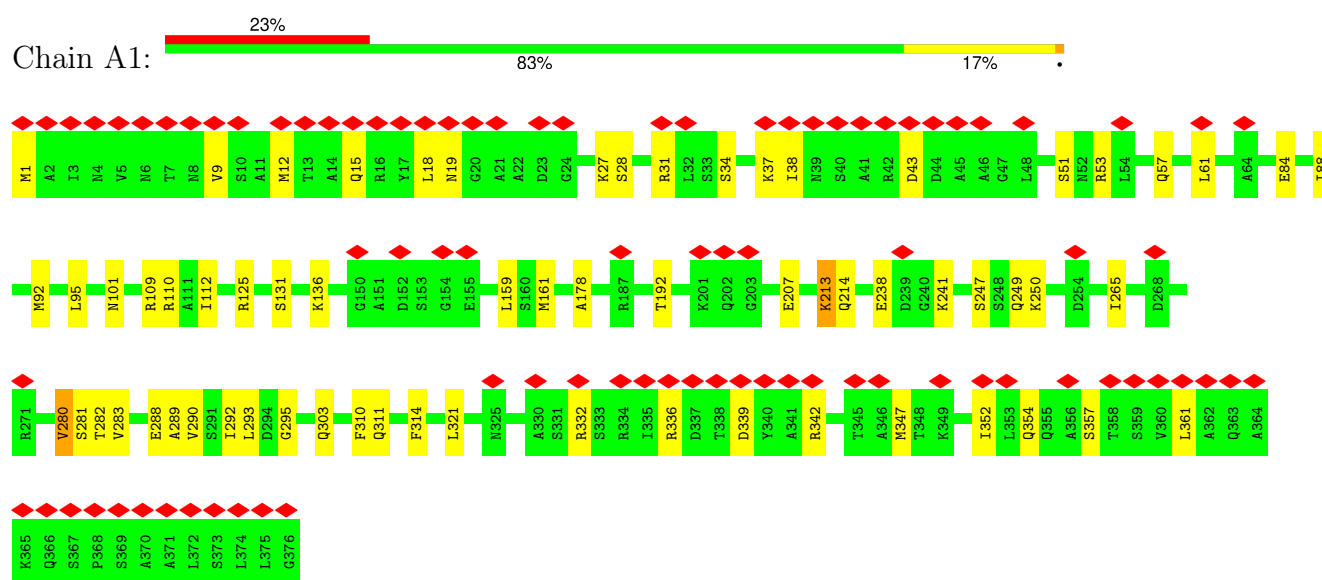 23%
Chain A1:
83% 17% •
M1 A2 I3 N4 V5 N6 T7 N8 V9 S10 A11 M12 T13 A14 Q15 R16 Y17 L18 N19 G20 A21 A22 D23 G24 K27 S28 R31 L32 S33 S34 K37 I38 N39 S40 A41 R42 D43 D44 A45 A46 G47 L48 S51 N52 R53 L54 Q57 L61 A64 E84
M92 L95 N101 R109 R110 A111 I112 R125 S131 K136 G150 A151 D152 S153 G154 E155 L159 S160 M161 A178 R187 T192 K201 Q202 G203 E207 K213 Q214 E238 D239 G240 K241 S247 S248 Q249 K250 D254 I265 D268
R271 V280 S281 T282 V283 E288 A289 V290 S291 I292 L293 D294 G295 Q303 F310 Q311 F314 L321 N325 A330 S331 R332 S333 R334 I335 R336 D337 T338 D339 Y340 A341 R342 T345 A346 M347 T348 K349 I352 L353 Q354 Q355 A356 S357 T358 S359 V360 L361 A362 Q363 A364
K365 Q366 S367 P368 S369 A370 A371 L372 S373 L374 L375 G376